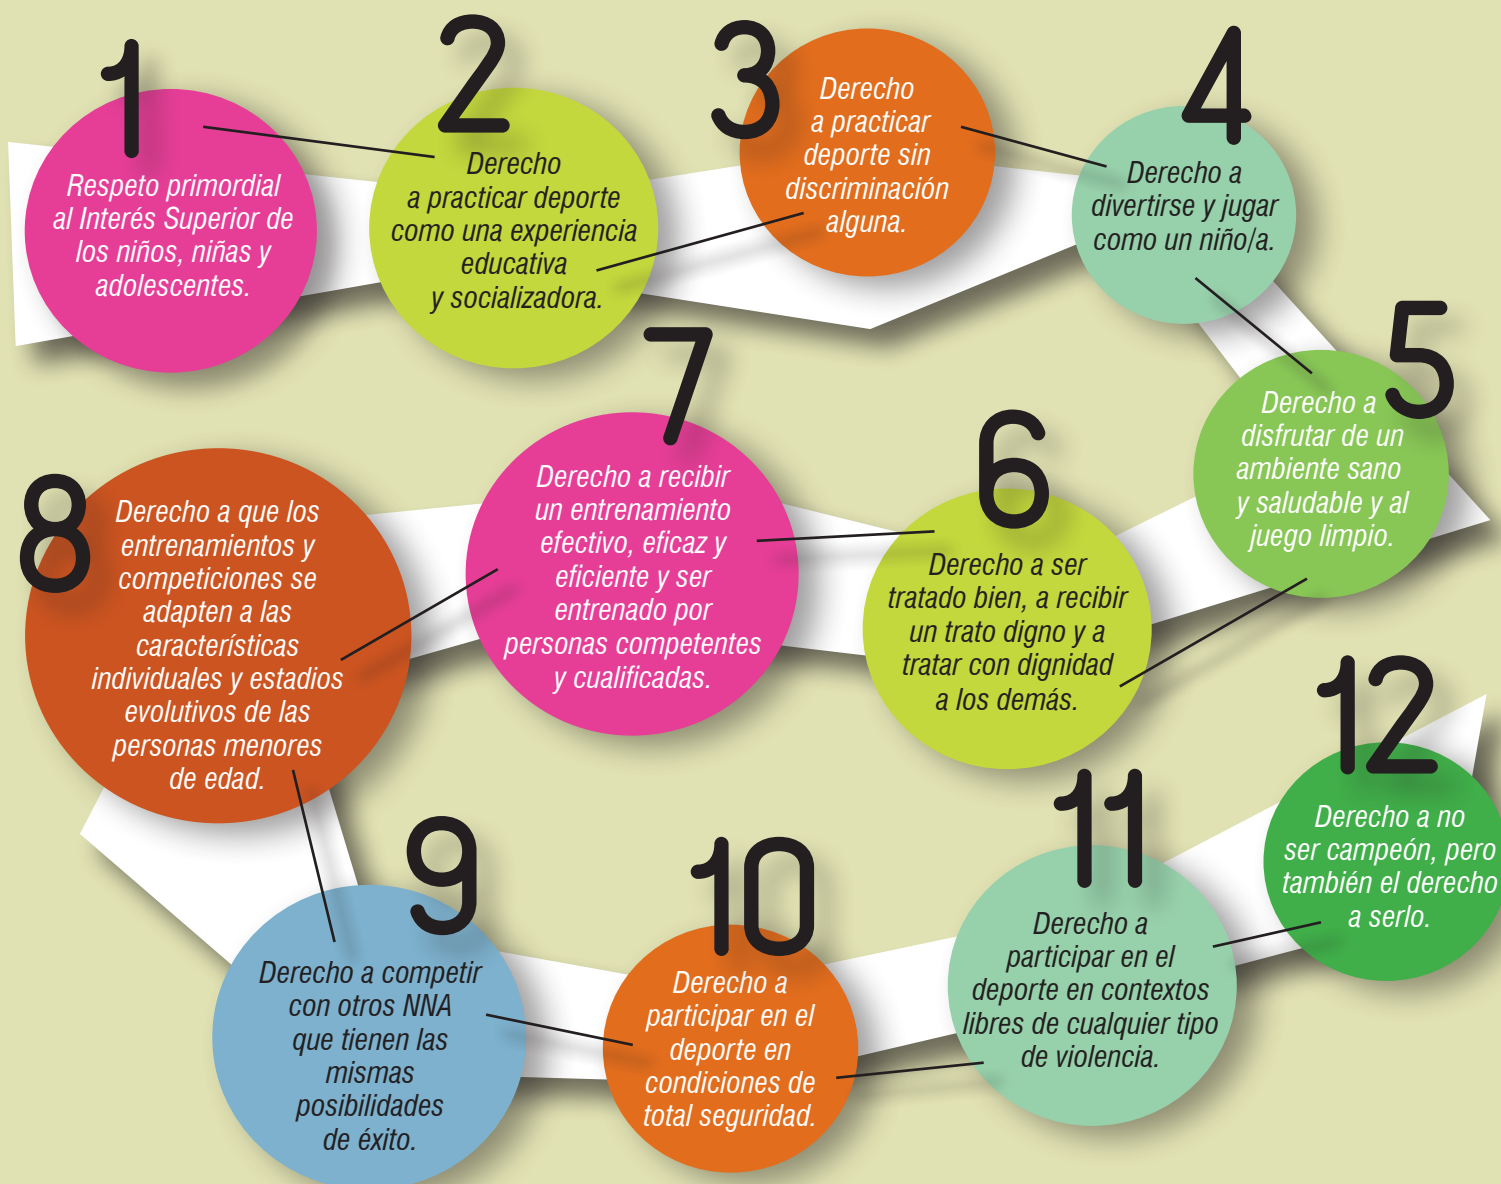 1
Respeto primordial
al Interés Superior de
los niños, niñas y
adolescentes.
2
Derecho
a practicar deporte
como una experiencia
educativa
y socializadora.
3
Derecho
a practicar
deporte sin
discriminación
alguna.
4
Derecho a
divertirse y jugar
como un niño/a.
5
Derecho a
disfrutar de un
ambiente sano
y saludable y al
juego limpio.
6
Derecho a ser
tratado bien, a recibir
un trato digno y a
tratar con dignidad
a los demás.
7
Derecho a recibir
un entrenamiento
efectivo, eficaz y
eficiente y ser
entrenado por
personas competentes
y cualificadas.
8
Derecho a que los
entrenamientos y
competiciones se
adapten a las
características
individuales y estadios
evolutivos de las
personas menores
de edad.
9
Derecho a competir
con otros NNA
que tienen las
mismas
posibilidades
de éxito.
10
Derecho a
participar en el
deporte en
condiciones de
total seguridad.
11
Derecho a
participar en el
deporte en contextos
libres de cualquier tipo
de violencia.
12
Derecho a no
ser campeón, pero
también el derecho
a serlo.